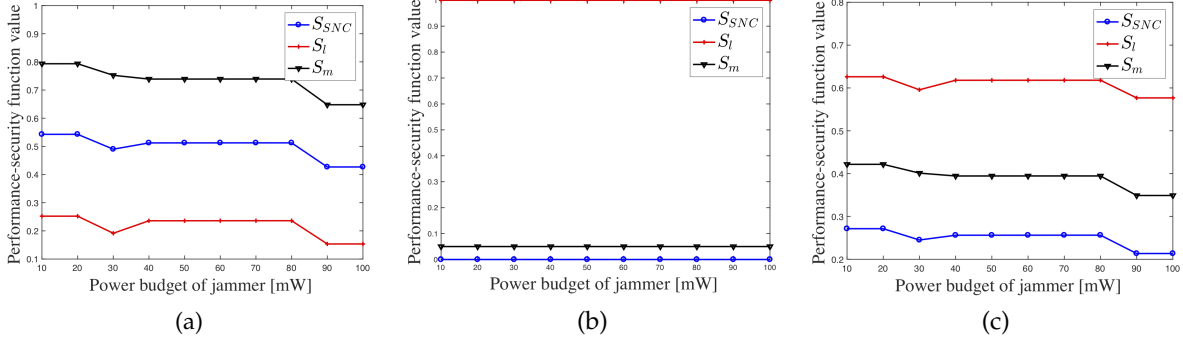 Performance-security function value
1
0.9
0.8
0.7
0.6
0.5
0.4
0.3
0.2
0.1
10 20 30 40 50 60 70 80 90 100
Power budget of jammer [mW]
S_SNC
S_l
S_m
(a)
Performance-security function value
1
0.9
0.8
0.7
0.6
0.5
0.4
0.3
0.2
0.1
0
10 20 30 40 50 60 70 80 90 100
Power budget of jammer [mW]
S_SNC
S_l
S_m
(b)
Performance-security function value
0.8
0.7
0.6
0.5
0.4
0.3
0.2
10 20 30 40 50 60 70 80 90 100
Power budget of jammer [mW]
S_SNC
S_l
S_m
(c)